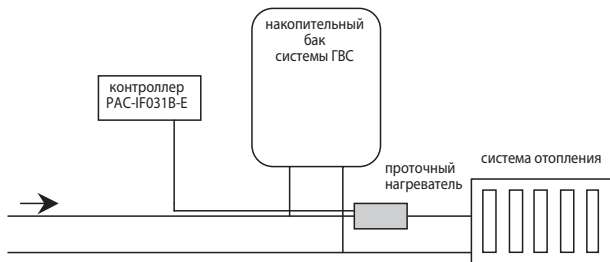 накопительный
бак
системы ГВС
контроллер
PAC-IF031B-E
проточный
нагреватель
система отопления